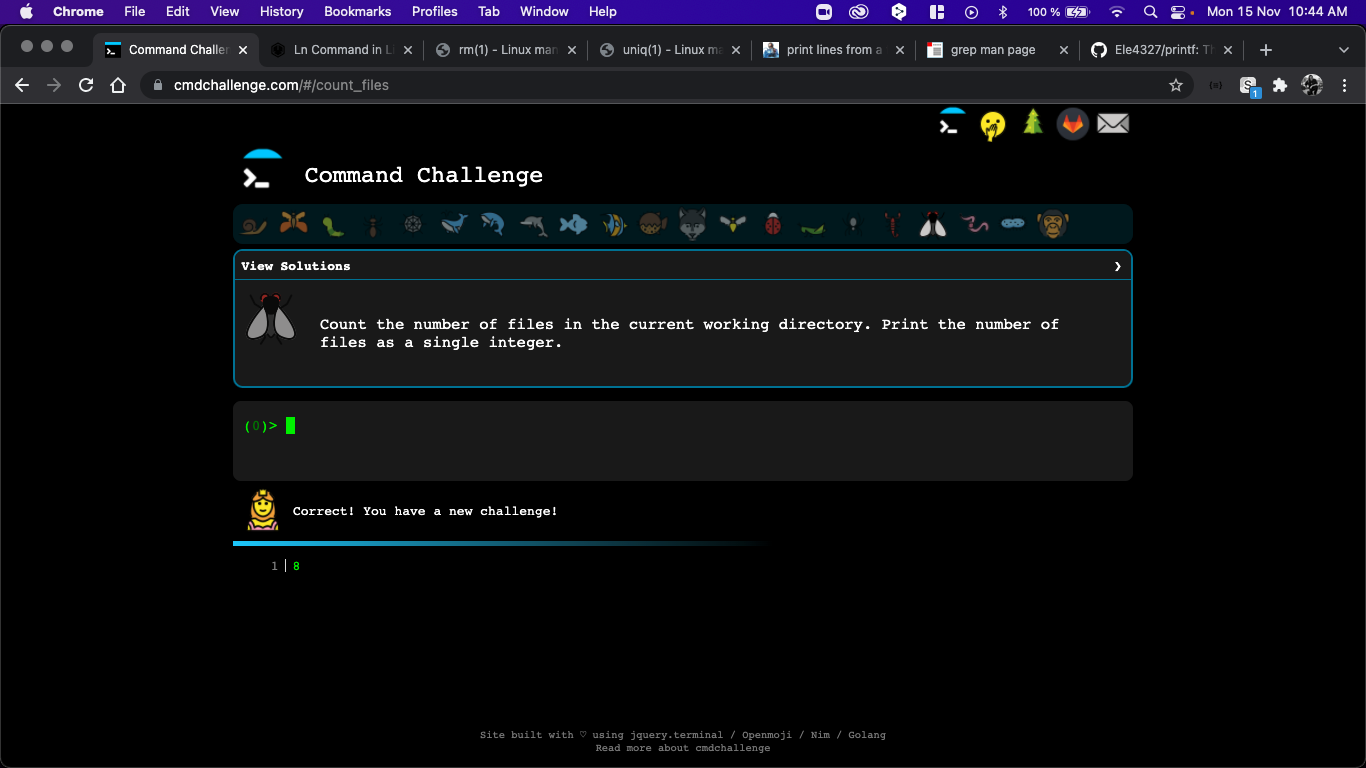 Chrome File Edit View History Bookmarks Profiles Tab Window Help 100 % Mon 15 Nov 10:44 AM
Command Challen Ln Command in Li rm(1) - Linux man uniq(1) - Linux ma print lines from a grep man page Ele4327/printf: Th
cmdchallenge.com/#/count_files
1
Command Challenge
View Solutions
Count the number of files in the current working directory. Print the number of
files as a single integer.
(0)>
Correct! You have a new challenge!
1 8
Site built with ♡ using jquery.terminal / Openmoji / Nim / Golang
Read more about cmdchallenge